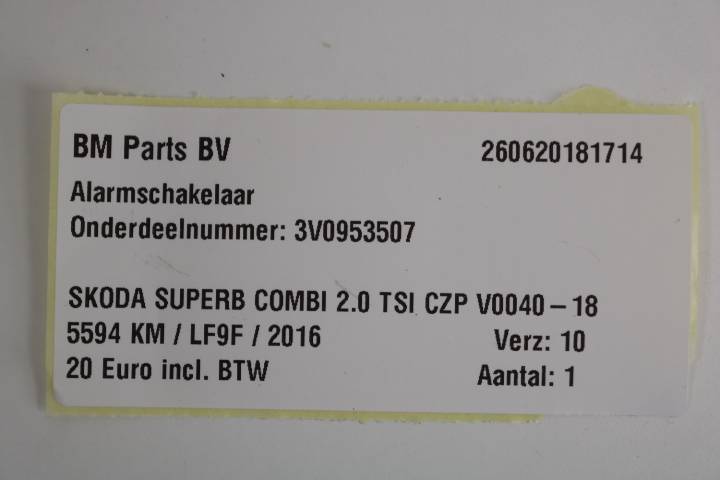 BM Parts BV 260620181714
Alarmschakelaar
Onderdeelnummer: 3V0953507
SKODA SUPERB COMBI 2.0 TSI CZP V0040-18
5594 KM / LF9F / 2016 Verz: 10
20 Euro incl. BTW Aantal: 1